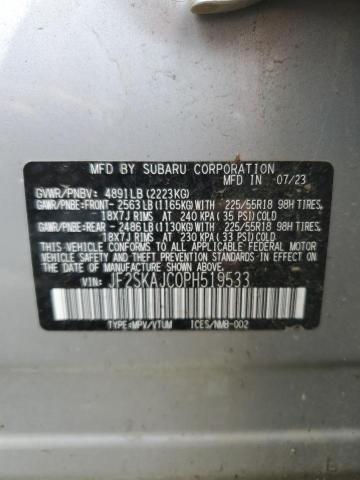 MFD BY SUBARU CORPORATION
MFD IN 07/23
GVWR/PNBV: 4891LB (2223KG)
GAWR/PNBE:FRONT- 2563LB (1165KG)WITH 225/55R18 98H TIRES
18X7J RIMS AT 240 KPA (35 PSI)COLD
GAWR/PNBE:REAR - 2486LB (1130KG)WITH 225/55R18 98H TIRES
18X7J RIMS AT 230 KPA (33 PSI)COLD
THIS VEHICLE CONFORMS TO ALL APPLICABLE FEDERAL MOTOR
VEHICLE SAFETY, BUMPER, AND THEFT PREVENTION STANDARDS
IN EFFECT ON THE DATE OF MANUFACTURE SHOWN ABOVE.
VIN: JF2SKAJC0PH519533
TYPE:MPV/VTUM ICES/NMB-002